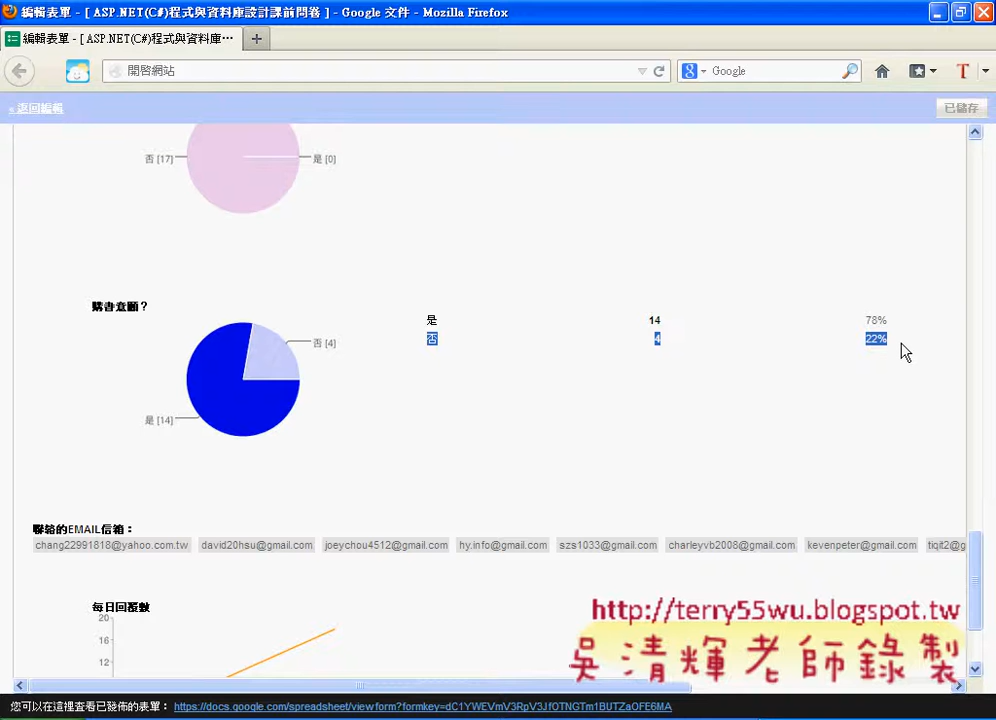 編輯表單 - [ ASP.NET(C#)程式與資料庫設計課前問卷 ] - Google 文件 - Mozilla Firefox
編輯表單 - [ ASP.NET(C#)程式與資料庫…
開啓網站
Google
T
« 返回編輯
已儲存
否 [17]
是 [0]
購書意願？
是
14
78%
否
4
22%
否 [4]
是 [14]
聯絡的EMAIL信箱：
chang22991818@yahoo.com.tw
david20hsu@gmail.com
joeychou4512@gmail.com
hy.info@gmail.com
szs1033@gmail.com
charleyvb2008@gmail.com
kevenpeter@gmail.com
tiqit2@g
每日回覆數
20
16
12
http://terry55wu.blogspot.tw
吳清輝老師錄製
您可以在這裡查看已發佈的表單： https://docs.google.com/spreadsheet/viewform?formkey=dC1YWEVmV3RpV3JfOTNGTm1BUTZaOFE6MA